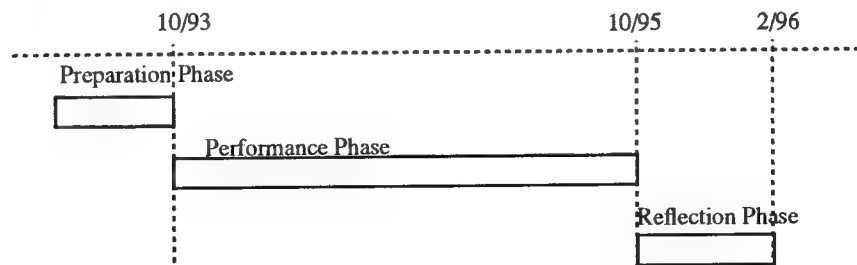 10/93 10/95 2/96
Preparation Phase
Performance Phase
Reflection Phase